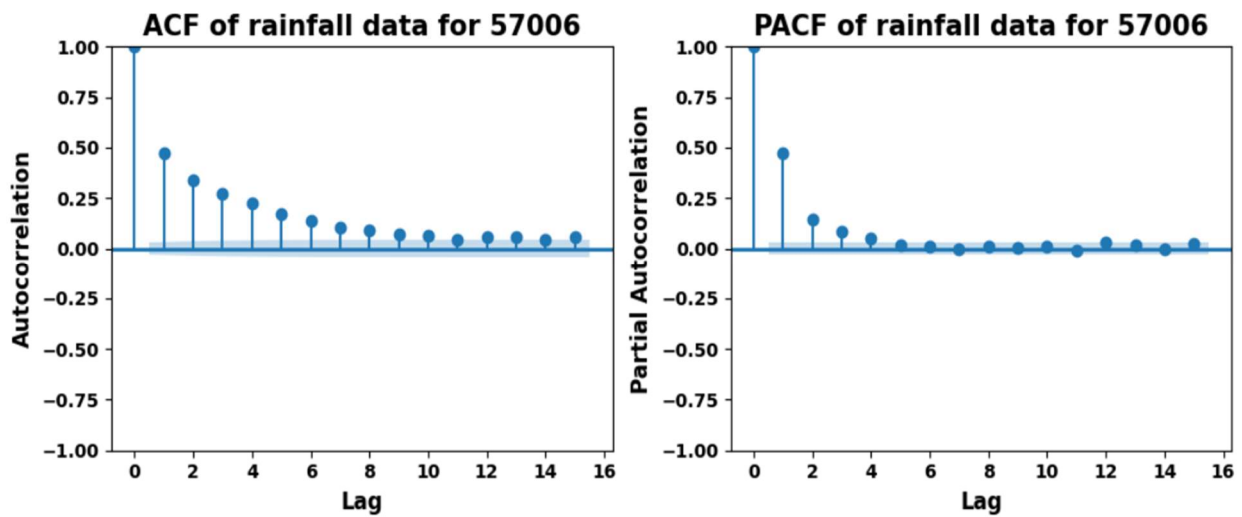 ACF of rainfall data for 57006
1.00
0.75
0.50
0.25
0.00
−0.25
−0.50
−0.75
−1.00
Autocorrelation
0 2 4 6 8 10 12 14 16
Lag
PACF of rainfall data for 57006
1.00
0.75
0.50
0.25
0.00
−0.25
−0.50
−0.75
−1.00
Partial Autocorrelation
0 2 4 6 8 10 12 14 16
Lag